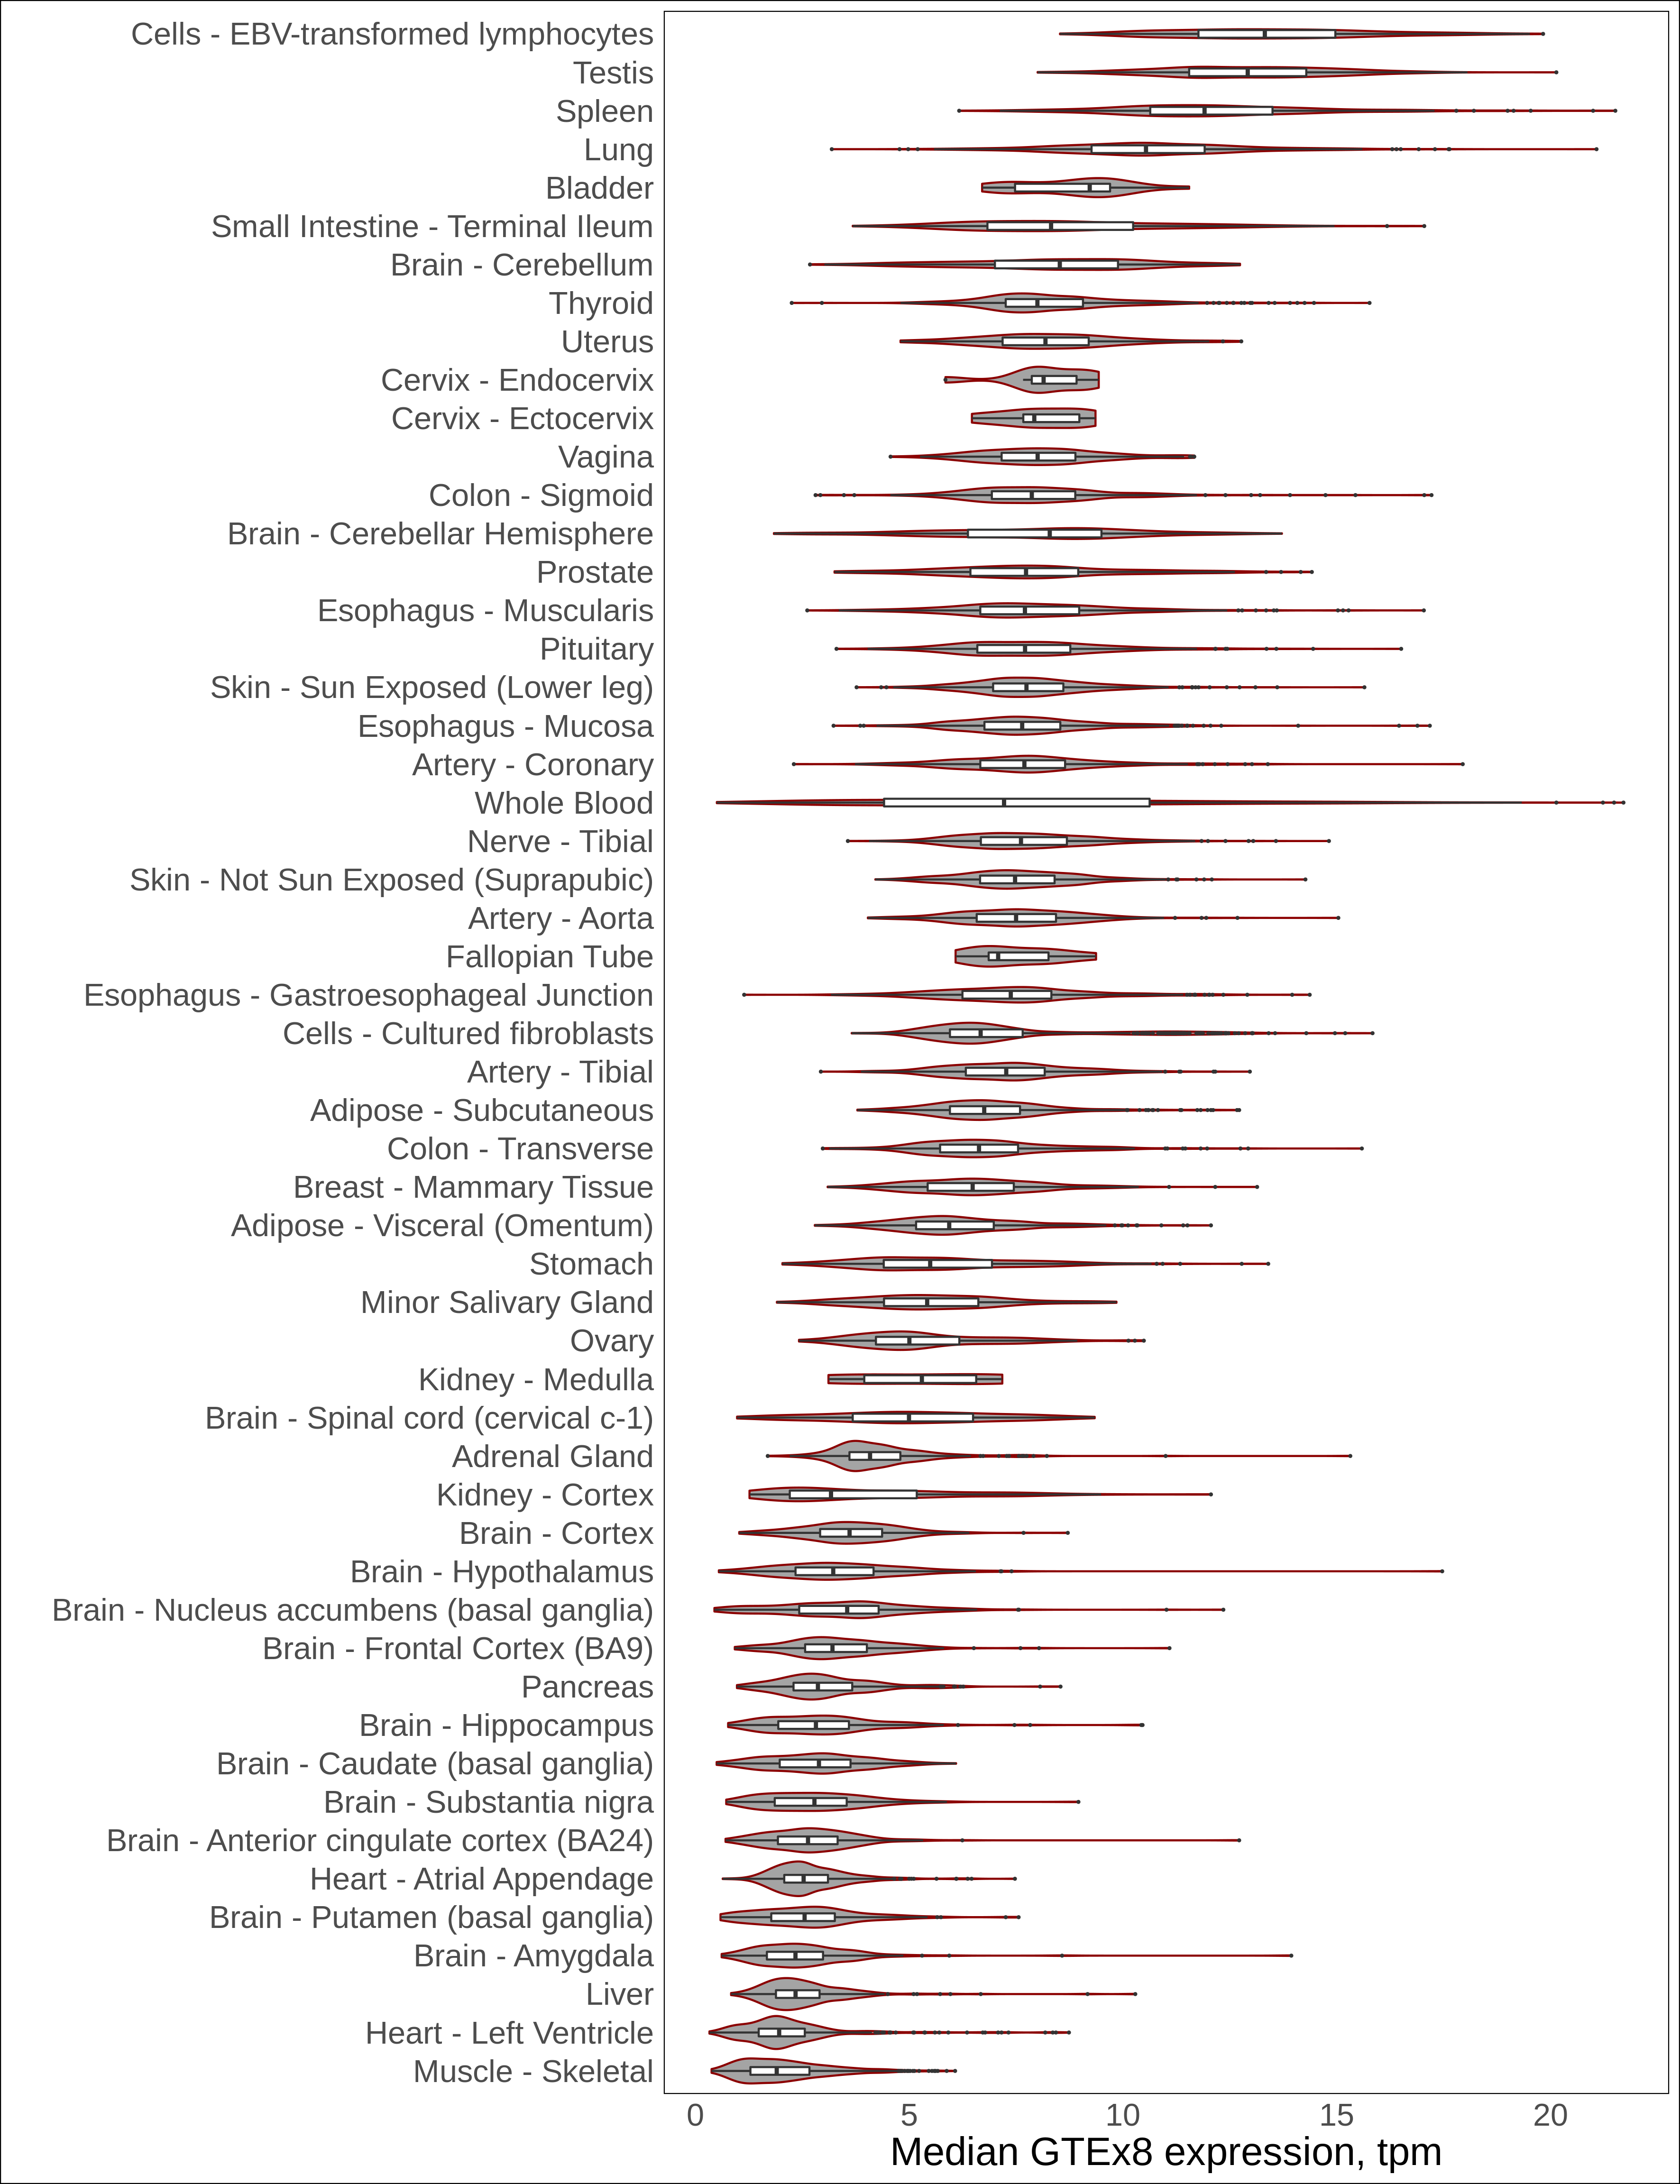 Cells - EBV-transformed lymphocytes
Testis
Spleen
Lung
Bladder
Small Intestine - Terminal Ileum
Brain - Cerebellum
Thyroid
Uterus
Cervix - Endocervix
Cervix - Ectocervix
Vagina
Colon - Sigmoid
Brain - Cerebellar Hemisphere
Prostate
Esophagus - Muscularis
Pituitary
Skin - Sun Exposed (Lower leg)
Esophagus - Mucosa
Artery - Coronary
Whole Blood
Nerve - Tibial
Skin - Not Sun Exposed (Suprapubic)
Artery - Aorta
Fallopian Tube
Esophagus - Gastroesophageal Junction
Cells - Cultured fibroblasts
Artery - Tibial
Adipose - Subcutaneous
Colon - Transverse
Breast - Mammary Tissue
Adipose - Visceral (Omentum)
Stomach
Minor Salivary Gland
Ovary
Kidney - Medulla
Brain - Spinal cord (cervical c-1)
Adrenal Gland
Kidney - Cortex
Brain - Cortex
Brain - Hypothalamus
Brain - Nucleus accumbens (basal ganglia)
Brain - Frontal Cortex (BA9)
Pancreas
Brain - Hippocampus
Brain - Caudate (basal ganglia)
Brain - Substantia nigra
Brain - Anterior cingulate cortex (BA24)
Heart - Atrial Appendage
Brain - Putamen (basal ganglia)
Brain - Amygdala
Liver
Heart - Left Ventricle
Muscle - Skeletal
0 5 10 15 20
Median GTEx8 expression, tpm